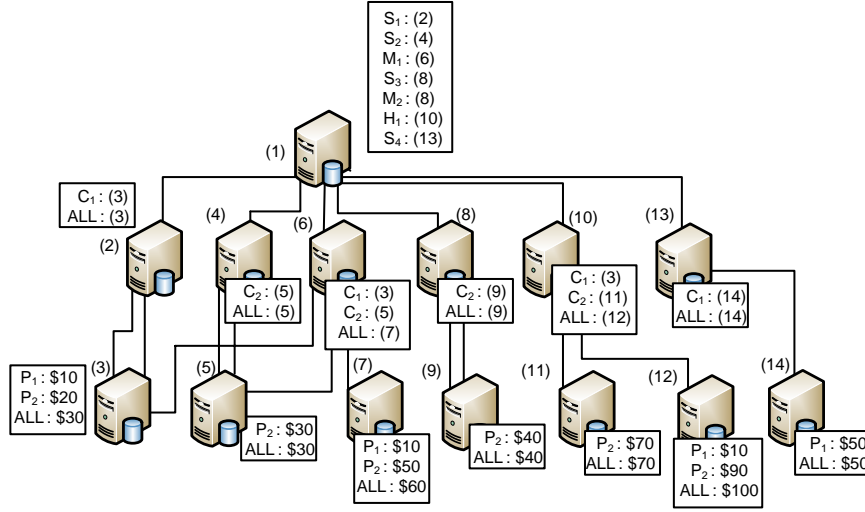 S₁ : (2)
S₂ : (4)
M₁ : (6)
S₃ : (8)
M₂ : (8)
H₁ : (10)
S₄ : (13)
(1)
C₁ : (3)
ALL : (3)
(2)
(4)
(6)
(8)
(10)
(13)
C₂ : (5)
ALL : (5)
C₁ : (3)
C₂ : (5)
ALL : (7)
C₂ : (9)
ALL : (9)
C₁ : (3)
C₂ : (11)
ALL : (12)
C₁ : (14)
ALL : (14)
(3)
(5)
(7)
(9)
(11)
(12)
(14)
P₁ : $10
P₂ : $20
ALL : $30
P₂ : $30
ALL : $30
P₁ : $10
P₂ : $50
ALL : $60
P₂ : $40
ALL : $40
P₂ : $70
ALL : $70
P₁ : $10
P₂ : $90
ALL : $100
P₁ : $50
ALL : $50